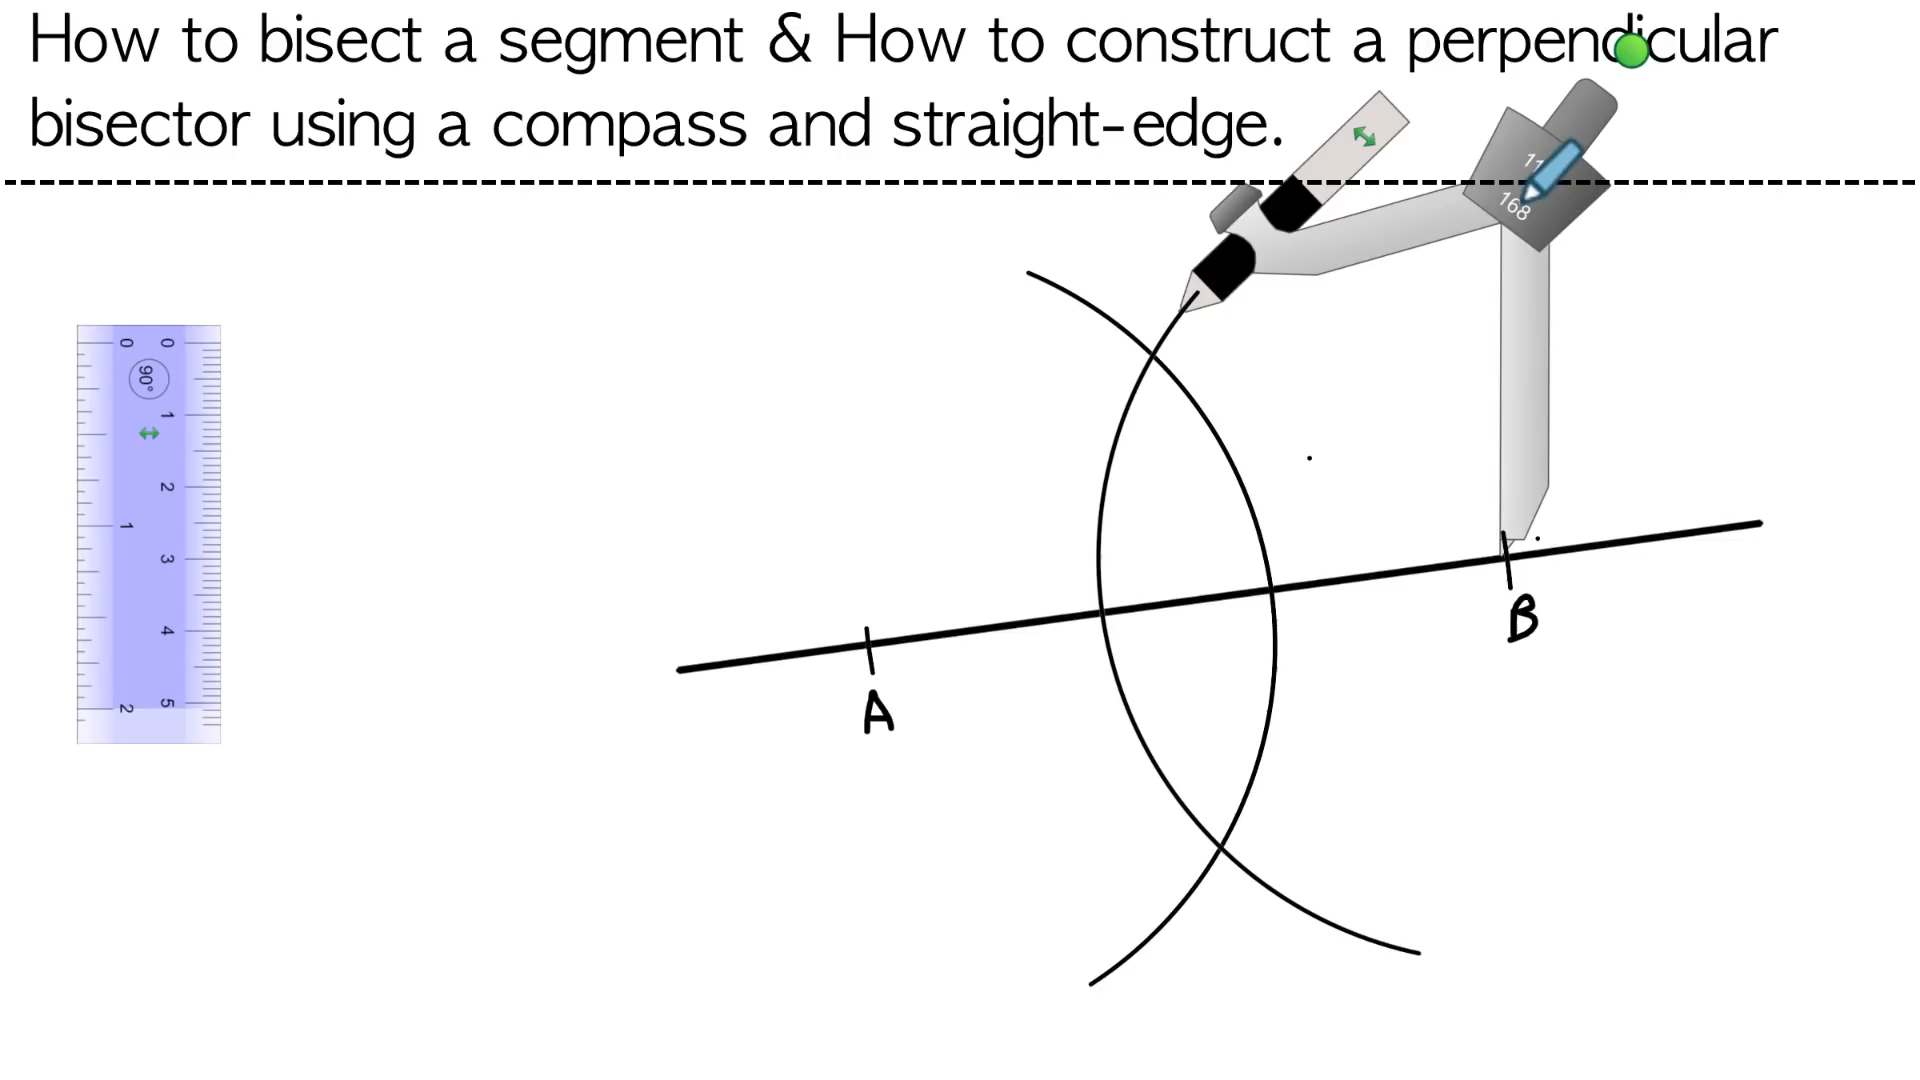 How to bisect a segment & How to construct a perpendicular
bisector using a compass and straight-edge.
168
0 0
90°
1
2
1
3
4
2
5
A
B